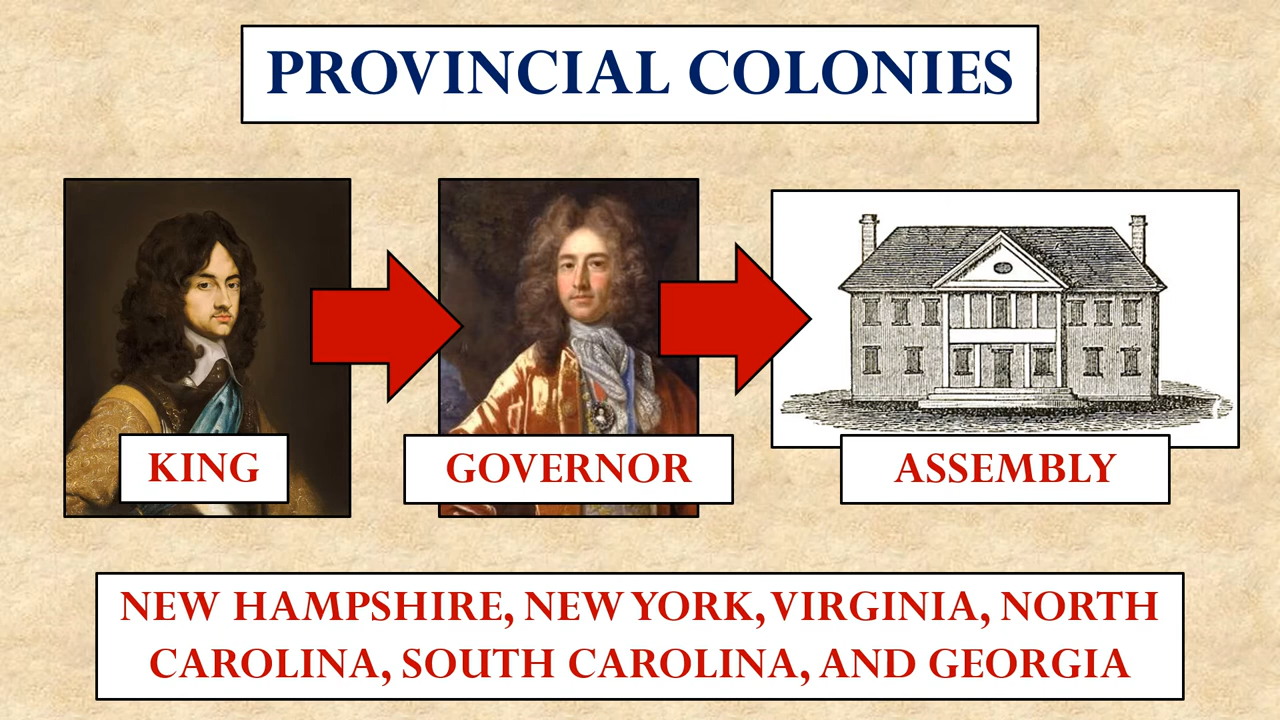 PROVINCIAL COLONIES
KING
GOVERNOR
ASSEMBLY
NEW HAMPSHIRE, NEW YORK, VIRGINIA, NORTH
CAROLINA, SOUTH CAROLINA, AND GEORGIA